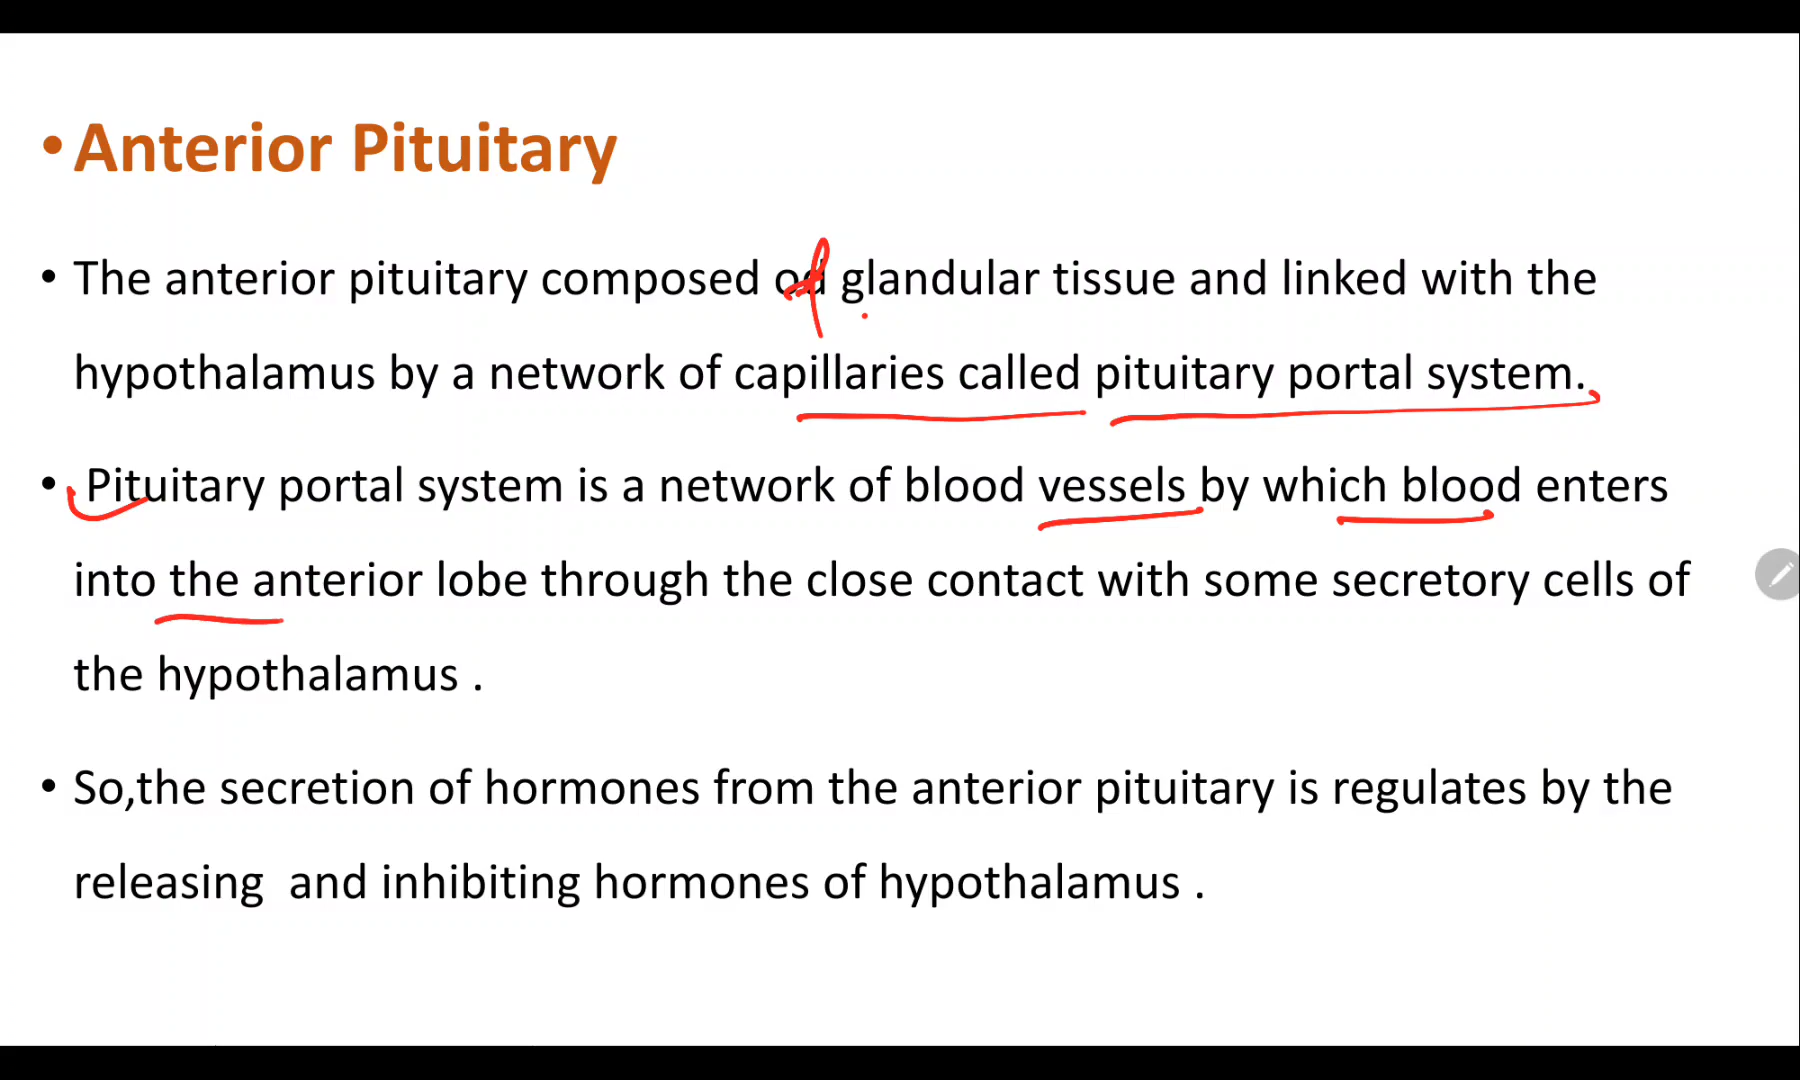 • Anterior Pituitary
• The anterior pituitary composed of glandular tissue and linked with the
hypothalamus by a network of capillaries called pituitary portal system.
• Pituitary portal system is a network of blood vessels by which blood enters
into the anterior lobe through the close contact with some secretory cells of
the hypothalamus .
• So,the secretion of hormones from the anterior pituitary is regulates by the
releasing  and inhibiting hormones of hypothalamus .